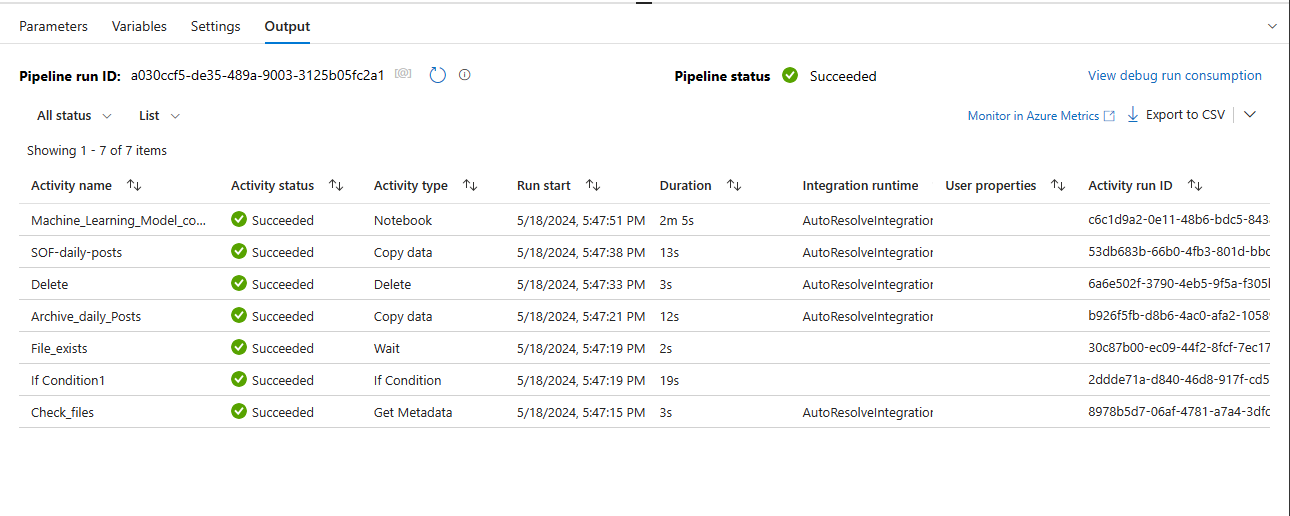 Parameters Variables Settings Output
Pipeline run ID: a030ccf5-de35-489a-9003-3125b05fc2a1 [@] Pipeline status Succeeded View debug run consumption
All status List Monitor in Azure Metrics Export to CSV
Showing 1 - 7 of 7 items
Activity name Activity status Activity type Run start Duration Integration runtime User properties Activity run ID
Machine_Learning_Model_co... Succeeded Notebook 5/18/2024, 5:47:51 PM 2m 5s AutoResolveIntegration c6c1d9a2-0e11-48b6-bdc5-843
SOF-daily-posts Succeeded Copy data 5/18/2024, 5:47:38 PM 13s AutoResolveIntegration 53db683b-66b0-4fb3-801d-bbc
Delete Succeeded Delete 5/18/2024, 5:47:33 PM 3s AutoResolveIntegration 6a6e502f-3790-4eb5-9f5a-f305
Archive_daily_Posts Succeeded Copy data 5/18/2024, 5:47:21 PM 12s AutoResolveIntegration b926f5fb-d8b6-4ac0-afa2-1058
File_exists Succeeded Wait 5/18/2024, 5:47:19 PM 2s 30c87b00-ec09-44f2-8fcf-7ec17
If Condition1 Succeeded If Condition 5/18/2024, 5:47:19 PM 19s 2ddde71a-d840-46d8-917f-cd5
Check_files Succeeded Get Metadata 5/18/2024, 5:47:15 PM 3s AutoResolveIntegration 8978b5d7-06af-4781-a7a4-3dfc